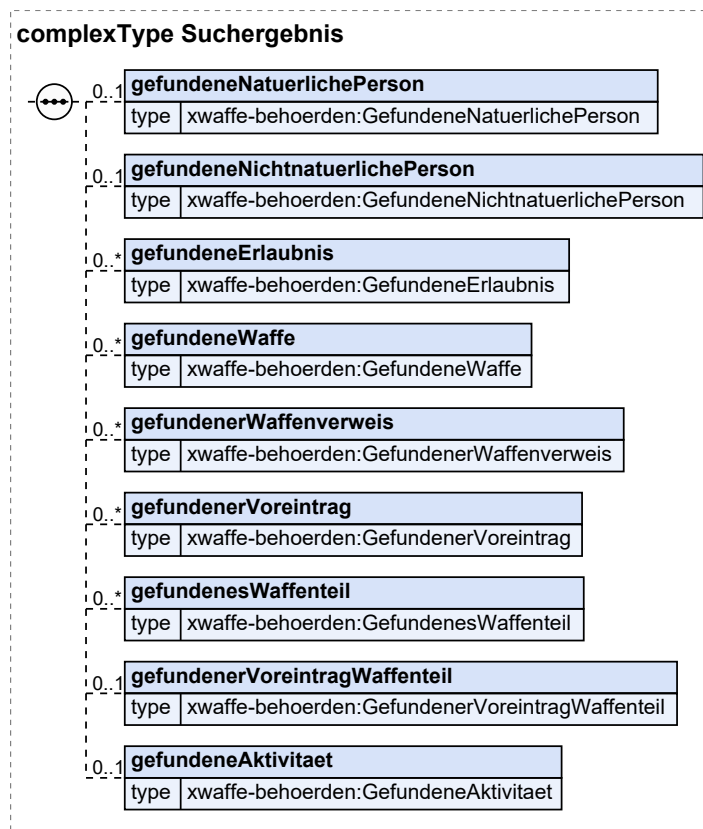 complexType Suchergebnis
0..1 gefundeneNatuerlichePerson
type xwaffe-behoerden:GefundeneNatuerlichePerson
0..1 gefundeneNichtnatuerlichePerson
type xwaffe-behoerden:GefundeneNichtnatuerlichePerson
0..* gefundeneErlaubnis
type xwaffe-behoerden:GefundeneErlaubnis
0..* gefundeneWaffe
type xwaffe-behoerden:GefundeneWaffe
0..* gefundenerWaffenverweis
type xwaffe-behoerden:GefundenerWaffenverweis
0..* gefundenerVoreintrag
type xwaffe-behoerden:GefundenerVoreintrag
0..* gefundenesWaffenteil
type xwaffe-behoerden:GefundenesWaffenteil
0..1 gefundenerVoreintragWaffenteil
type xwaffe-behoerden:GefundenerVoreintragWaffenteil
0..1 gefundeneAktivitaet
type xwaffe-behoerden:GefundeneAktivitaet